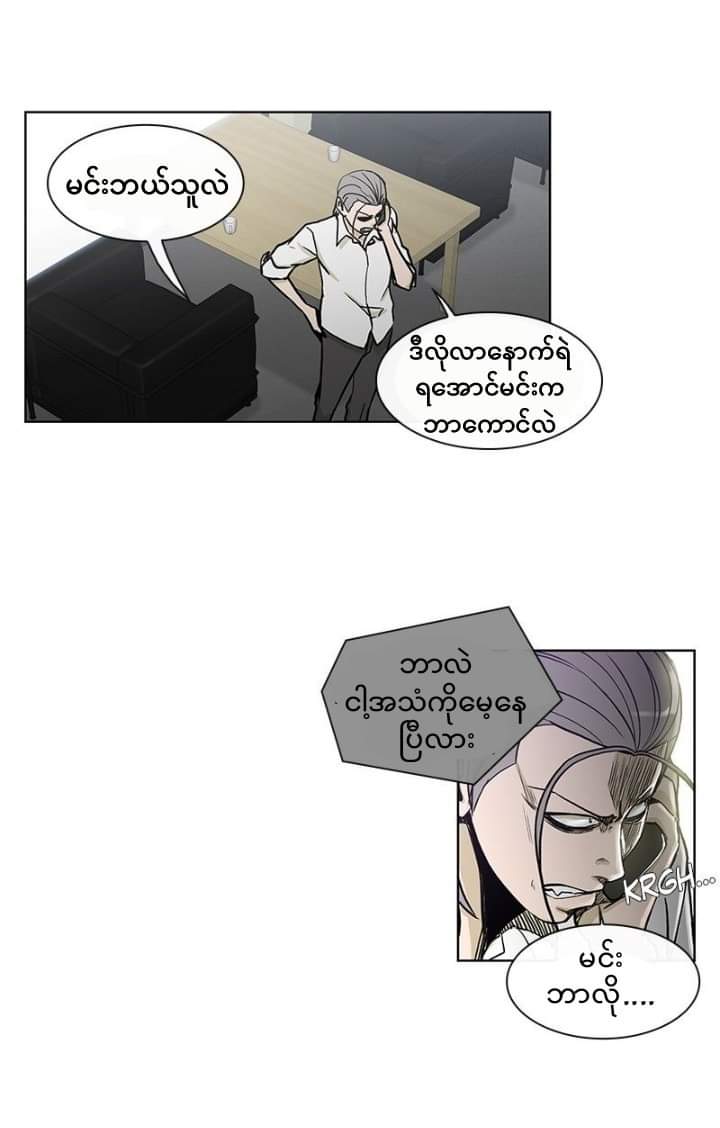 မင်းဘယ်သူလဲ
ဒီလိုလာနောက်ရဲ
ရအောင်မင်းက
ဘာကောင်လဲ
ဘာလဲ
ငါ့အသံကိုမေ့နေ
ပြီလား
KRGH...
မင်း
ဘာလို....